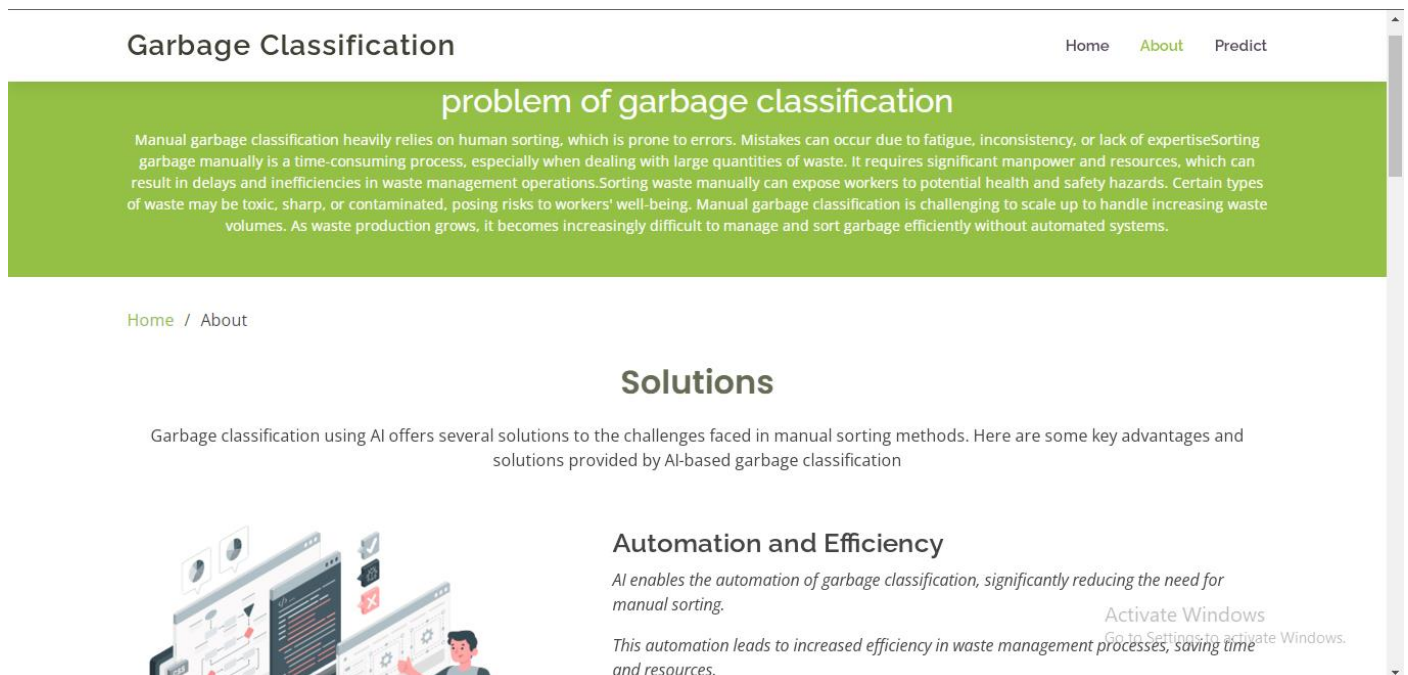 Garbage Classification
Home About Predict
problem of garbage classification
Manual garbage classification heavily relies on human sorting, which is prone to errors. Mistakes can occur due to fatigue, inconsistency, or lack of expertiseSorting
garbage manually is a time-consuming process, especially when dealing with large quantities of waste. It requires significant manpower and resources, which can
result in delays and inefficiencies in waste management operations.Sorting waste manually can expose workers to potential health and safety hazards. Certain types
of waste may be toxic, sharp, or contaminated, posing risks to workers' well-being. Manual garbage classification is challenging to scale up to handle increasing waste
volumes. As waste production grows, it becomes increasingly difficult to manage and sort garbage efficiently without automated systems.
Home / About
Solutions
Garbage classification using AI offers several solutions to the challenges faced in manual sorting methods. Here are some key advantages and
solutions provided by AI-based garbage classification
Automation and Efficiency
AI enables the automation of garbage classification, significantly reducing the need for
manual sorting.
Activate Windows
Go to Settings to activate Windows.
This automation leads to increased efficiency in waste management processes, saving time
and resources.